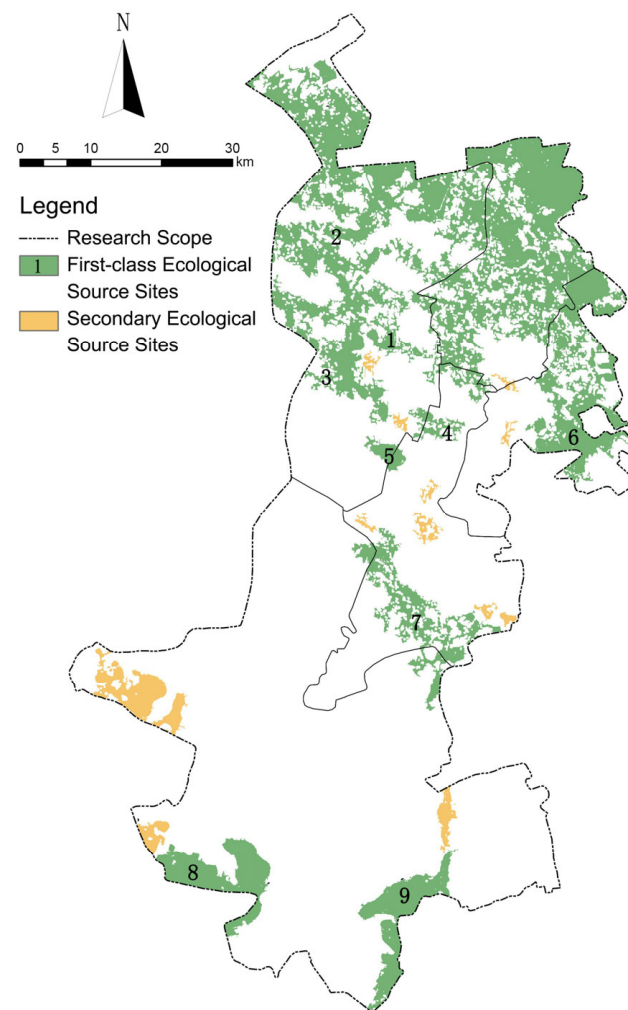 N
0 10 20 30
km
Legend
Research Scope
1 First-class Ecological
Source Sites
Secondary Ecological
Source Sites
2
1
3
4
5
6
7
8
9